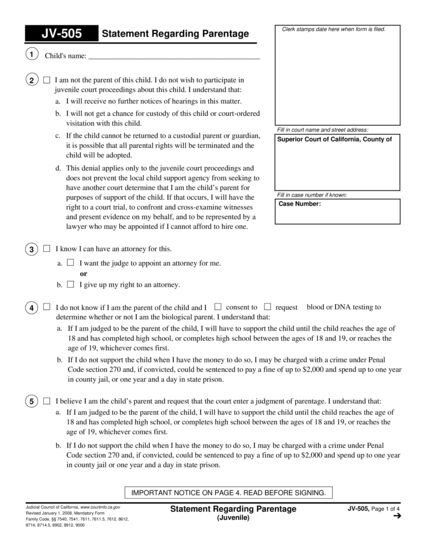 JV-505 Statement Regarding Parentage
Clerk stamps date here when form is filed.
1 Child's name:
2 I am not the parent of this child. I do not wish to participate in
juvenile court proceedings about this child. I understand that:
a. I will receive no further notices of hearings in this matter.
b. I will not get a chance for custody of this child or court-ordered
visitation with this child.
c. If the child cannot be returned to a custodial parent or guardian,
it is possible that all parental rights will be terminated and the
child will be adopted.
d. This denial applies only to the juvenile court proceedings and
does not prevent the local child support agency from seeking to
have another court determine that I am the child's parent for
purposes of support of the child. If that occurs, I will have the
right to a court trial, to confront and cross-examine witnesses
and present evidence on my behalf, and to be represented by a
lawyer who may be appointed if I cannot afford to hire one.
Fill in court name and street address:
Superior Court of California, County of
Fill in case number if known:
Case Number:
3 I know I can have an attorney for this.
a. I want the judge to appoint an attorney for me.
or
b. I give up my right to an attorney.
4 I do not know if I am the parent of the child and I consent to request blood or DNA testing to
determine whether or not I am the biological parent. I understand that:
a. If I am judged to be the parent of the child, I will have to support the child until the child reaches the age of
18 and has completed high school, or completes high school between the ages of 18 and 19, or reaches the
age of 19, whichever comes first.
b. If I do not support the child when I have the money to do so, I may be charged with a crime under Penal
Code section 270 and, if convicted, could be sentenced to pay a fine of up to $2,000 and spend up to one year
in county jail, or one year and a day in state prison.
5 I believe I am the child's parent and request that the court enter a judgment of parentage. I understand that:
a. If I am judged to be the parent of the child, I will have to support the child until the child reaches the age of
18 and has completed high school, or completes high school between the ages of 18 and 19, or reaches the
age of 19, whichever comes first.
b. If I do not support the child when I have the money to do so, I may be charged with a crime under Penal
Code section 270 and, if convicted, could be sentenced to pay a fine of up to $2,000 and spend up to one year
in county jail or one year and a day in state prison.
IMPORTANT NOTICE ON PAGE 4. READ BEFORE SIGNING.
Judicial Council of California, www.courtinfo.ca.gov
Revised January 1, 2008, Mandatory Form
Family Code, §§ 7540, 7541, 7611, 7611.5, 7612, 8612,
8714, 8714.5, 8802, 8912, 9000
Statement Regarding Parentage
(Juvenile)
JV-505, Page 1 of 4
➔